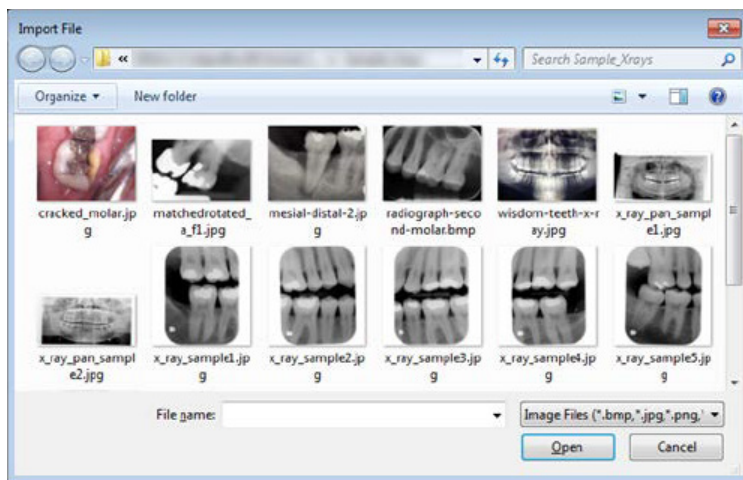 Import File
«
Search Sample_Xrays
Organize
New folder
cracked_molar.jp
g
matchedrotated_
a_f1.jpg
mesial-distal-2.jp
g
radiograph-seco
nd-molar.bmp
wisdom-teeth-x-r
ay.jpg
x_ray_pan_sampl
e1.jpg
x_ray_pan_sampl
e2.jpg
x_ray_sample1.jp
g
x_ray_sample2.jp
g
x_ray_sample3.jp
g
x_ray_sample4.jp
g
x_ray_sample5.jp
g
File name:
Image Files (*.bmp,*.jpg,*.png,*
Open
Cancel